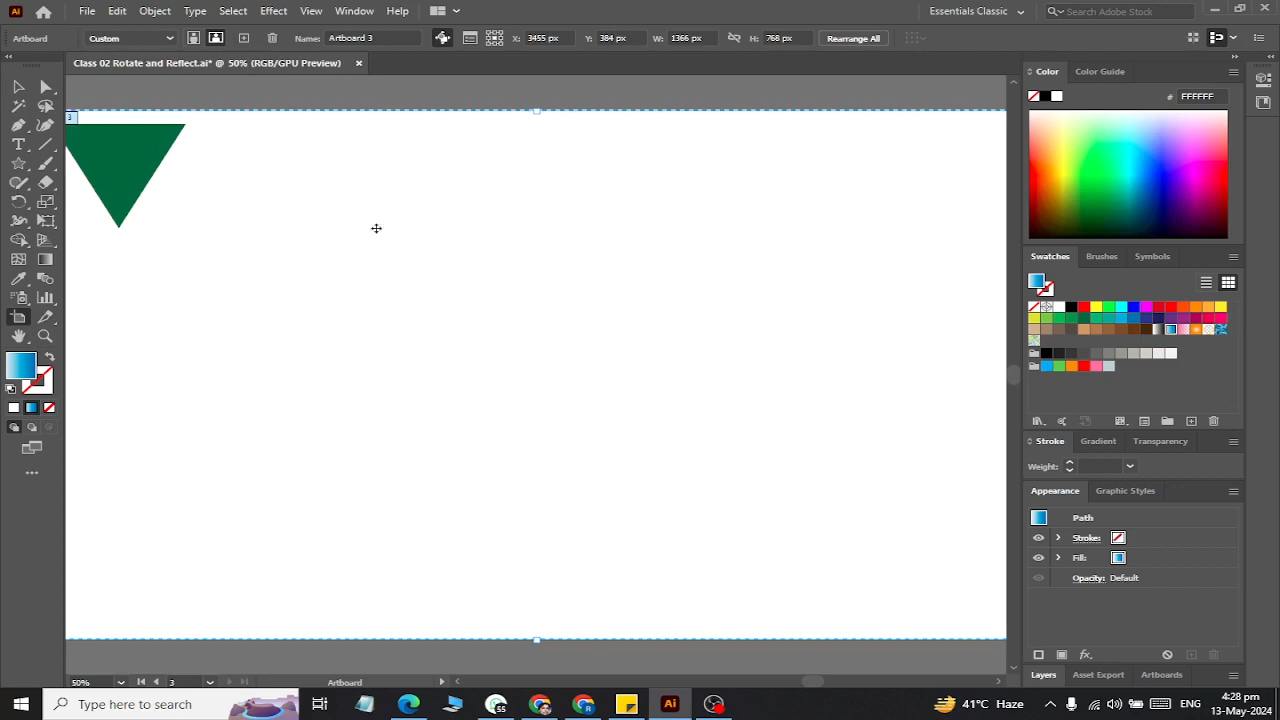 Ai File Edit Object Type Select Effect View Window Help Essentials Classic Search Adobe Stock
Artboard Custom Name: Artboard 3 X: 3455 px Y: 384 px W: 1366 px H: 768 px Rearrange All
Class 02 Rotate and Reflect.ai* @ 50% (RGB/GPU Preview) ×
Color Color Guide
# FFFFFF
3
T
Swatches Brushes Symbols
Stroke Gradient Transparency
Weight:
Appearance Graphic Styles
Path
Stroke:
Fill:
Opacity: Default
fx
Layers Asset Export Artboards
50% 3 Artboard
Type here to search
55
R
Ai
41°C Haze
4:28 pm
13-May-2024